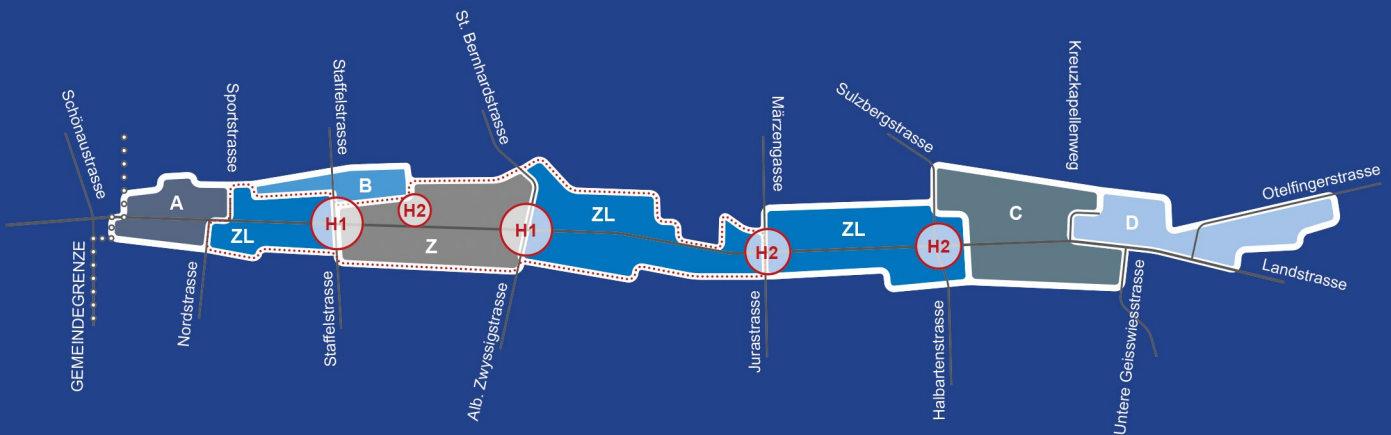 Schönaustrasse
GEMEINDEGRENZE
A
Nordstrasse
Sportstrasse
ZL
B
Staffelstrasse
H1
Staffelstrasse
H2
Z
St. Bernhardstrasse
H1
Alb. Zwyssigstrasse
ZL
Märzengasse
H2
Jurastrasse
ZL
Sulzbergstrasse
H2
Halbartenstrasse
C
Kreuzkapellenweg
D
Untere Geisswiesstrasse
Otelfingerstrasse
Landstrasse